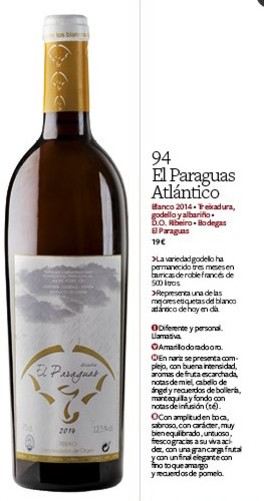 94
El Paraguas
Atlántico
Blanco 2014 • Treixadura,
godello y albariño •
D.O. Ribeiro • Bodegas
El Paraguas
19 €
La variedad godello ha
permanecido tres meses en
barricas de roble francés de
500 litros
Representa una de las
mejores etiquetas del blanco
atlántico de hoy en día.
Diferente y personal.
Llamativa.
Amarillo dorado oro.
En nariz se presenta com-
plejo, con buena intensidad,
aromas de fruta escarchada,
notas de miel, cabello de
ángel y recuerdos de bollería,
mantequilla y fondo con
notas de infusión (té).
Con amplitud en boca,
sabroso, con carácter, muy
bien equilibrado, untuoso,
fresco gracias a su viva aci-
dez, con una gran carga frutal
y con un final elegante con
fino toque amargo
y recuerdos de pomelo.
El Paraguas
atlántico
75cl. 2014 12.5%
RIBEIRO